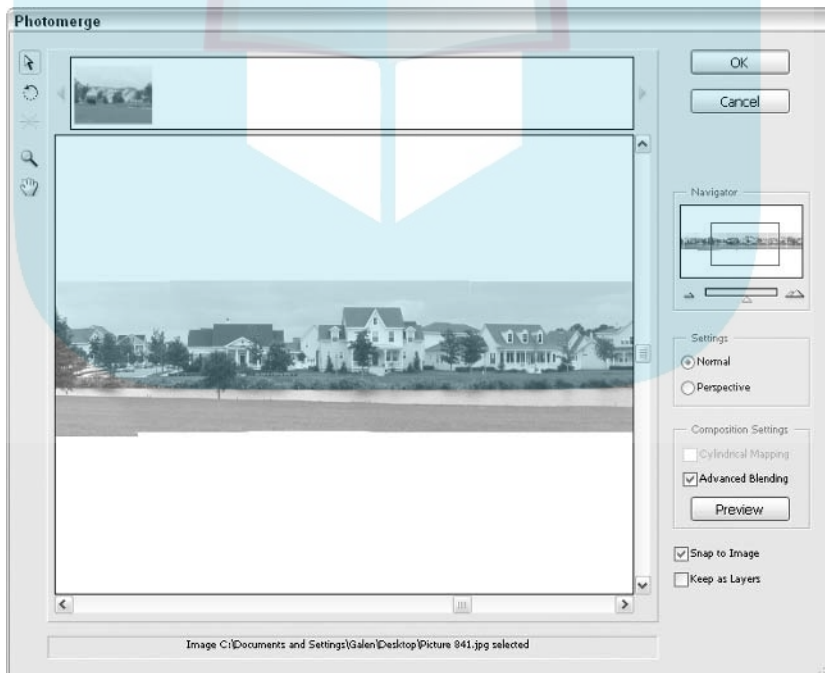 Photomerge
OK
Cancel
Navigator
Settings
Normal
Perspective
Composition Settings
Cylindrical Mapping
Advanced Blending
Preview
Snap to Image
Keep as Layers
Image C:\Documents and Settings\Galen\Desktop\Picture 841.jpg selected